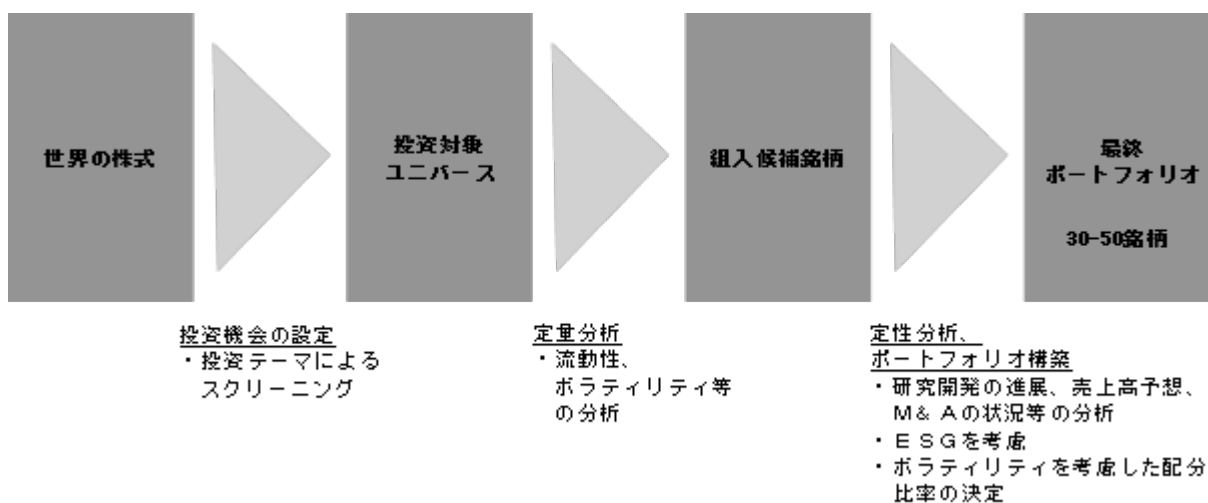 世界の株式
投資対象
ユニバース
組入候補銘柄
最終
ポートフォリオ
30-50銘柄
投資機会の設定
・投資テーマによる
スクリーニング
定量分析
・流動性、
ボラティリティ等
の分析
定性分析、
ポートフォリオ構築
・研究開発の進展、売上高予想、
M&Aの状況等の分析
・ESGを考慮
・ボラティリティを考慮した配分
比率の決定